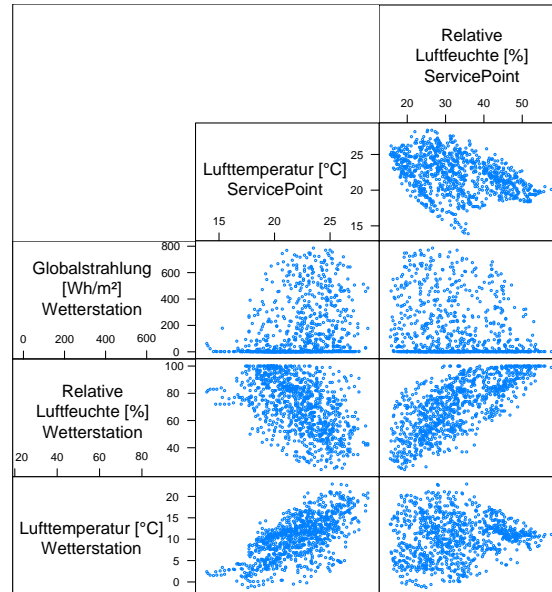 Relative
Luftfeuchte [%]
ServicePoint
20 30 40 50
Lufttemperatur [°C]
ServicePoint
15 20 25
25
20
15
Globalstrahlung
[Wh/m²]
Wetterstation
0 200 400 600
800
600
400
200
0
Relative
Luftfeuchte [%]
Wetterstation
20 40 60 80
100
80
60
40
Lufttemperatur [°C]
Wetterstation
20
15
10
5
0